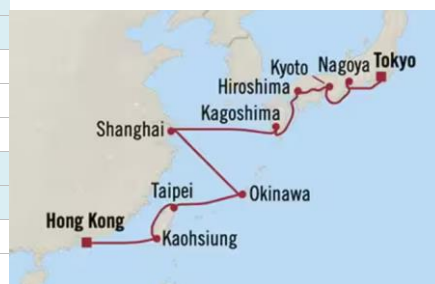 Kyoto Nagoya Tokyo
Hiroshima
Kagoshima
Shanghai
Taipei
Okinawa
Hong Kong
Kaohsiung